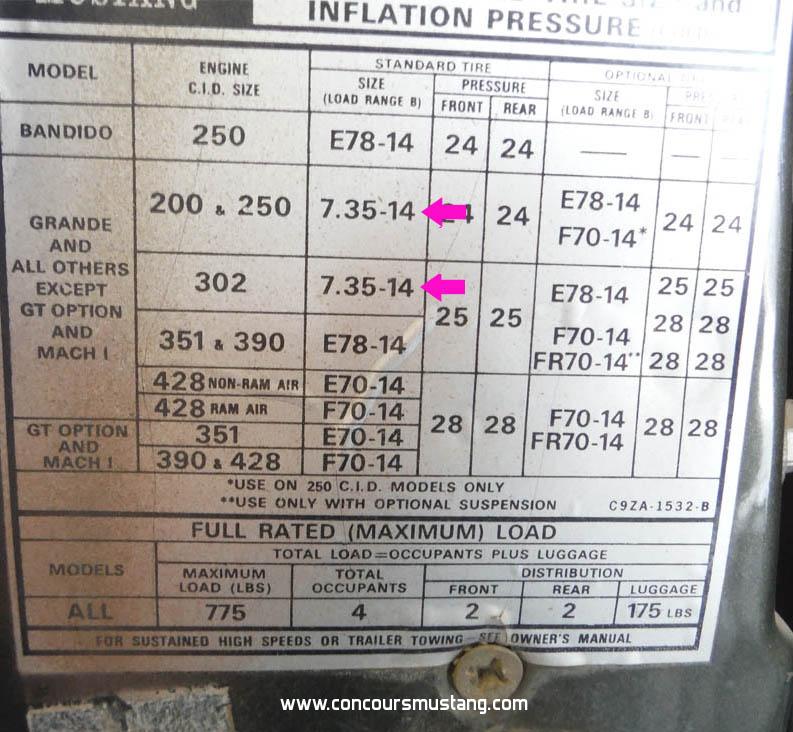 MUSTANG TIRE SIZE and
INFLATION PRESSURE
MODEL ENGINE C.I.D. SIZE STANDARD TIRE OPTIONAL
SIZE (LOAD RANGE B) PRESSURE SIZE (LOAD RANGE B)
FRONT REAR FRONT
BANDIDO 250 E78-14 24 24 — — —
GRANDE AND ALL OTHERS EXCEPT GT OPTION AND MACH I
200 & 250 7.35-14 24 24 E78-14 24 24
F70-14*
302 7.35-14 25 25 E78-14 25 25
F70-14 28 28
351 & 390 E78-14 FR70-14** 28 28
428 NON-RAM AIR E70-14 28 28 F70-14 28 28
428 RAM AIR F70-14 FR70-14
GT OPTION AND MACH I
351 E70-14
390 & 428 F70-14
*USE ON 250 C.I.D. MODELS ONLY
**USE ONLY WITH OPTIONAL SUSPENSION C9ZA-1532-B
FULL RATED (MAXIMUM) LOAD
MODELS TOTAL LOAD=OCCUPANTS PLUS LUGGAGE
MAXIMUM LOAD (LBS) TOTAL OCCUPANTS DISTRIBUTION
FRONT REAR LUGGAGE
ALL 775 4 2 2 175 LBS
FOR SUSTAINED HIGH SPEEDS OR TRAILER TOWING—SEE OWNER'S MANUAL
www.concoursmustang.com